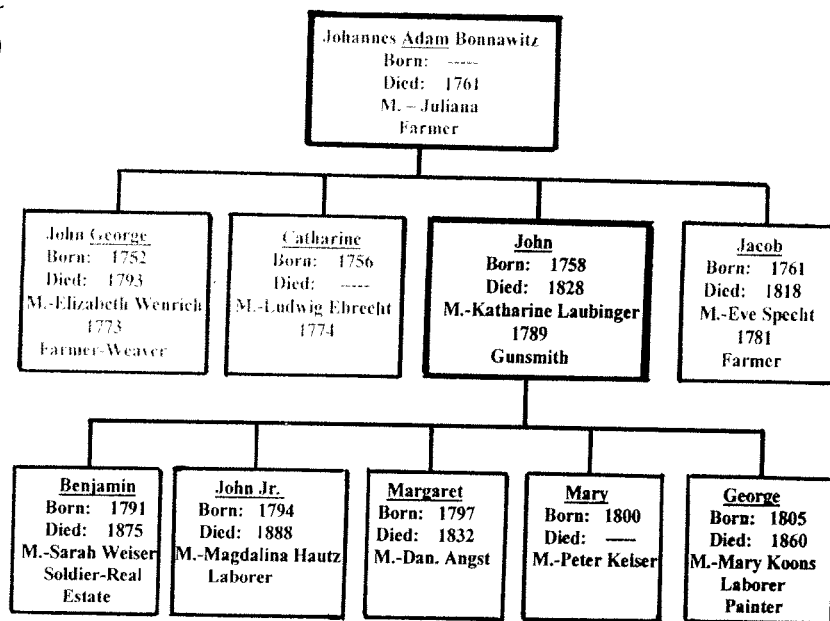 Johannes Adam Bonnawitz
Born: -----
Died: 1761
M. – Juliana
Farmer
John George
Born: 1752
Died: 1793
M.-Elizabeth Wenrich
1773
Farmer-Weaver
Catharine
Born: 1756
Died: -----
M.-Ludwig Ebrecht
1774
John
Born: 1758
Died: 1828
M.-Katharine Laubinger
1789
Gunsmith
Jacob
Born: 1761
Died: 1818
M.-Eve Specht
1781
Farmer
Benjamin
Born: 1791
Died: 1875
M.-Sarah Weiser
Soldier-Real
Estate
John Jr.
Born: 1794
Died: 1888
M.-Magdalina Hautz
Laborer
Margaret
Born: 1797
Died: 1832
M.-Dan. Angst
Mary
Born: 1800
Died: -----
M.-Peter Keiser
George
Born: 1805
Died: 1860
M.-Mary Koons
Laborer
Painter